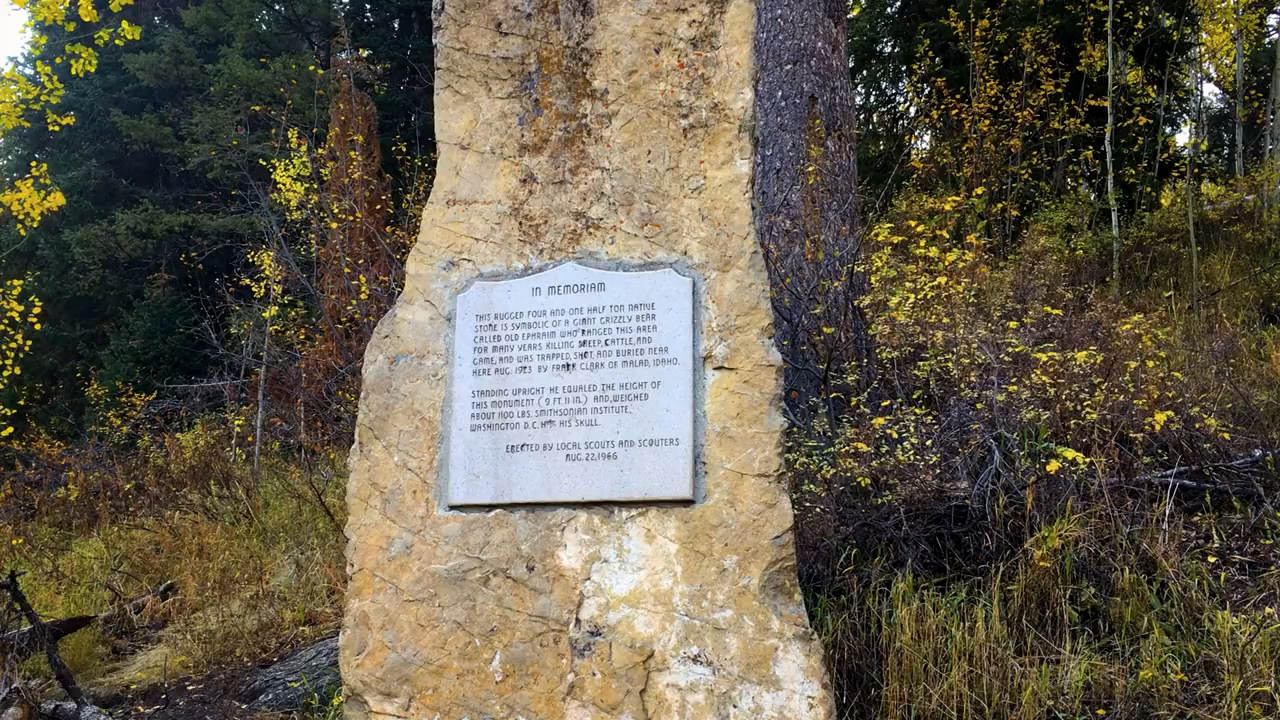 IN MEMORIAM
THIS RUGGED FOUR AND ONE HALF TON NATIVE
STONE IS SYMBOLIC OF A GIANT GRIZZLY BEAR
CALLED OLD EPHRAIM WHO RANGED THIS AREA
FOR MANY YEARS KILLING SHEEP, CATTLE, AND
GAME, AND WAS TRAPPED, SHOT, AND BURIED NEAR
HERE AUG. 1923 BY FRANK CLARK OF MALAD, IDAHO.
STANDING UPRIGHT HE EQUALED THE HEIGHT OF
THIS MONUMENT (9 FT. 11 IN.) AND, WEIGHED
ABOUT 1100 LBS. SMITHSONIAN INSTITUTE,
WASHINGTON D.C. HAS HIS SKULL.
ERECTED BY LOCAL SCOUTS AND SCOUTERS
AUG. 22, 1966